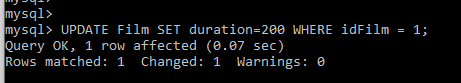 mysql>
mysql> UPDATE Film SET duration=200 WHERE idFilm = 1;
Query OK, 1 row affected (0.07 sec)
Rows matched: 1  Changed: 1  Warnings: 0